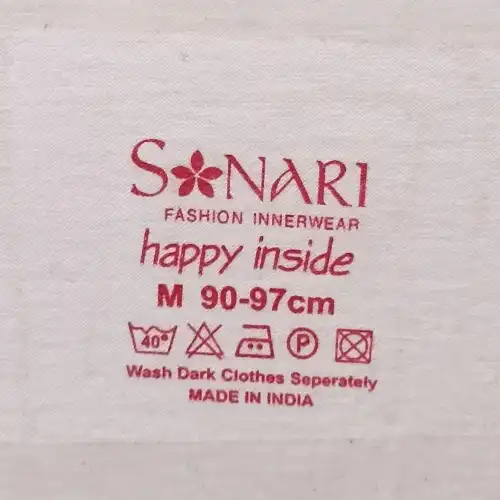 SONARI
FASHION INNERWEAR
happy inside
M 90-97cm
40° P
Wash Dark Clothes Seperately
MADE IN INDIA